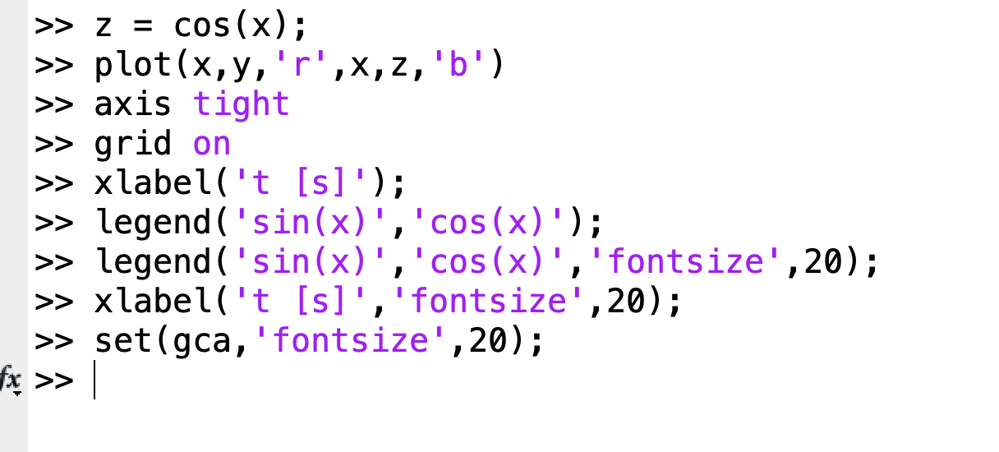 >> z = cos(x);
>> plot(x,y,'r',x,z,'b')
>> axis tight
>> grid on
>> xlabel('t [s]');
>> legend('sin(x)','cos(x)');
>> legend('sin(x)','cos(x)','fontsize',20);
>> xlabel('t [s]','fontsize',20);
>> set(gca,'fontsize',20);
fx >>